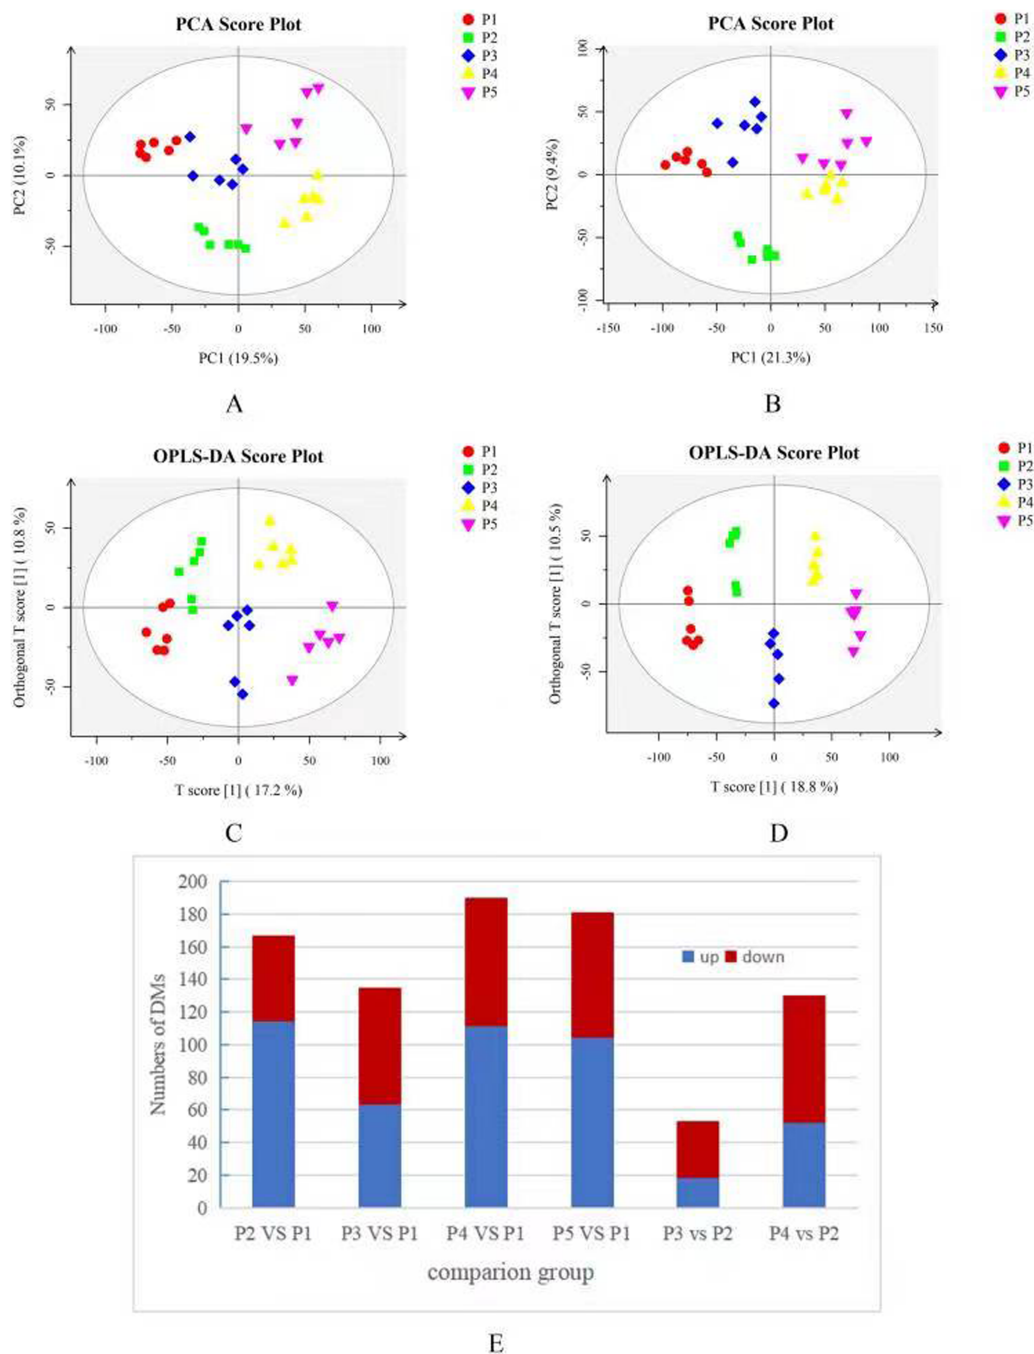 PCA Score Plot
P1
P2
P3
P4
P5
PC2 (10.1%)
50
0
-50
-100
-50
0
50
100
PC1 (19.5%)
A
PCA Score Plot
P1
P2
P3
P4
P5
PC2 (9.4%)
100
50
0
-50
-100
-150
-100
-50
0
50
100
150
PC1 (21.3%)
B
OPLS-DA Score Plot
P1
P2
P3
P4
P5
Orthogonal T score [1] ( 10.8 %)
50
0
-50
-100
-50
0
50
100
T score [1] ( 17.2 %)
C
OPLS-DA Score Plot
P1
P2
P3
P4
P5
Orthogonal T score [1] ( 10.5 %)
50
0
-50
-100
-50
0
50
100
T score [1] ( 18.8 %)
D
Numbers of DMs
200
180
160
140
120
100
80
60
40
20
0
up down
P2 VS P1 P3 VS P1 P4 VS P1 P5 VS P1 P3 vs P2 P4 vs P2
comparion group
E